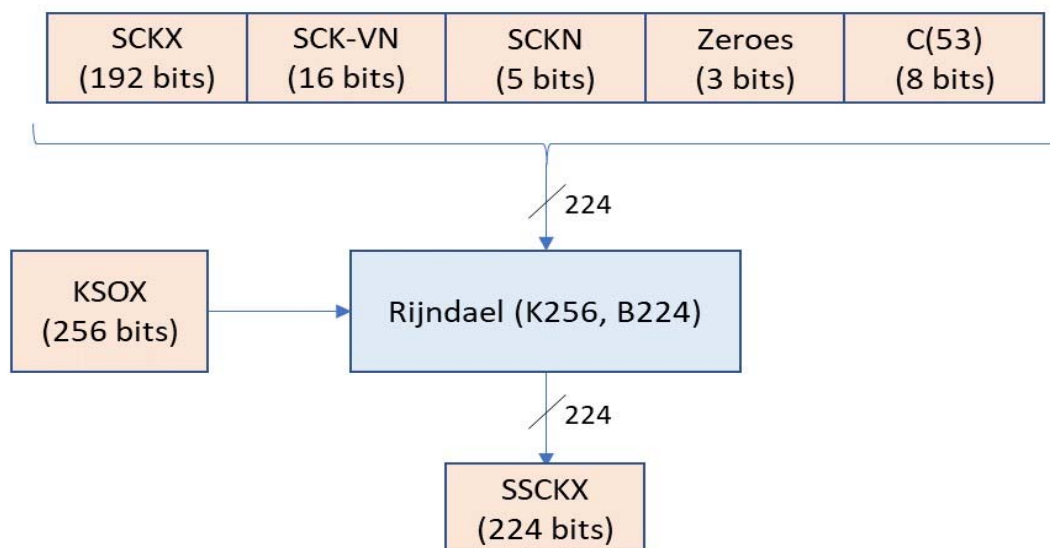 SCKX
(192 bits)
SCK-VN
(16 bits)
SCKN
(5 bits)
Zeroes
(3 bits)
C(53)
(8 bits)
224
KSOX
(256 bits)
Rijndael (K256, B224)
224
SSCKX
(224 bits)